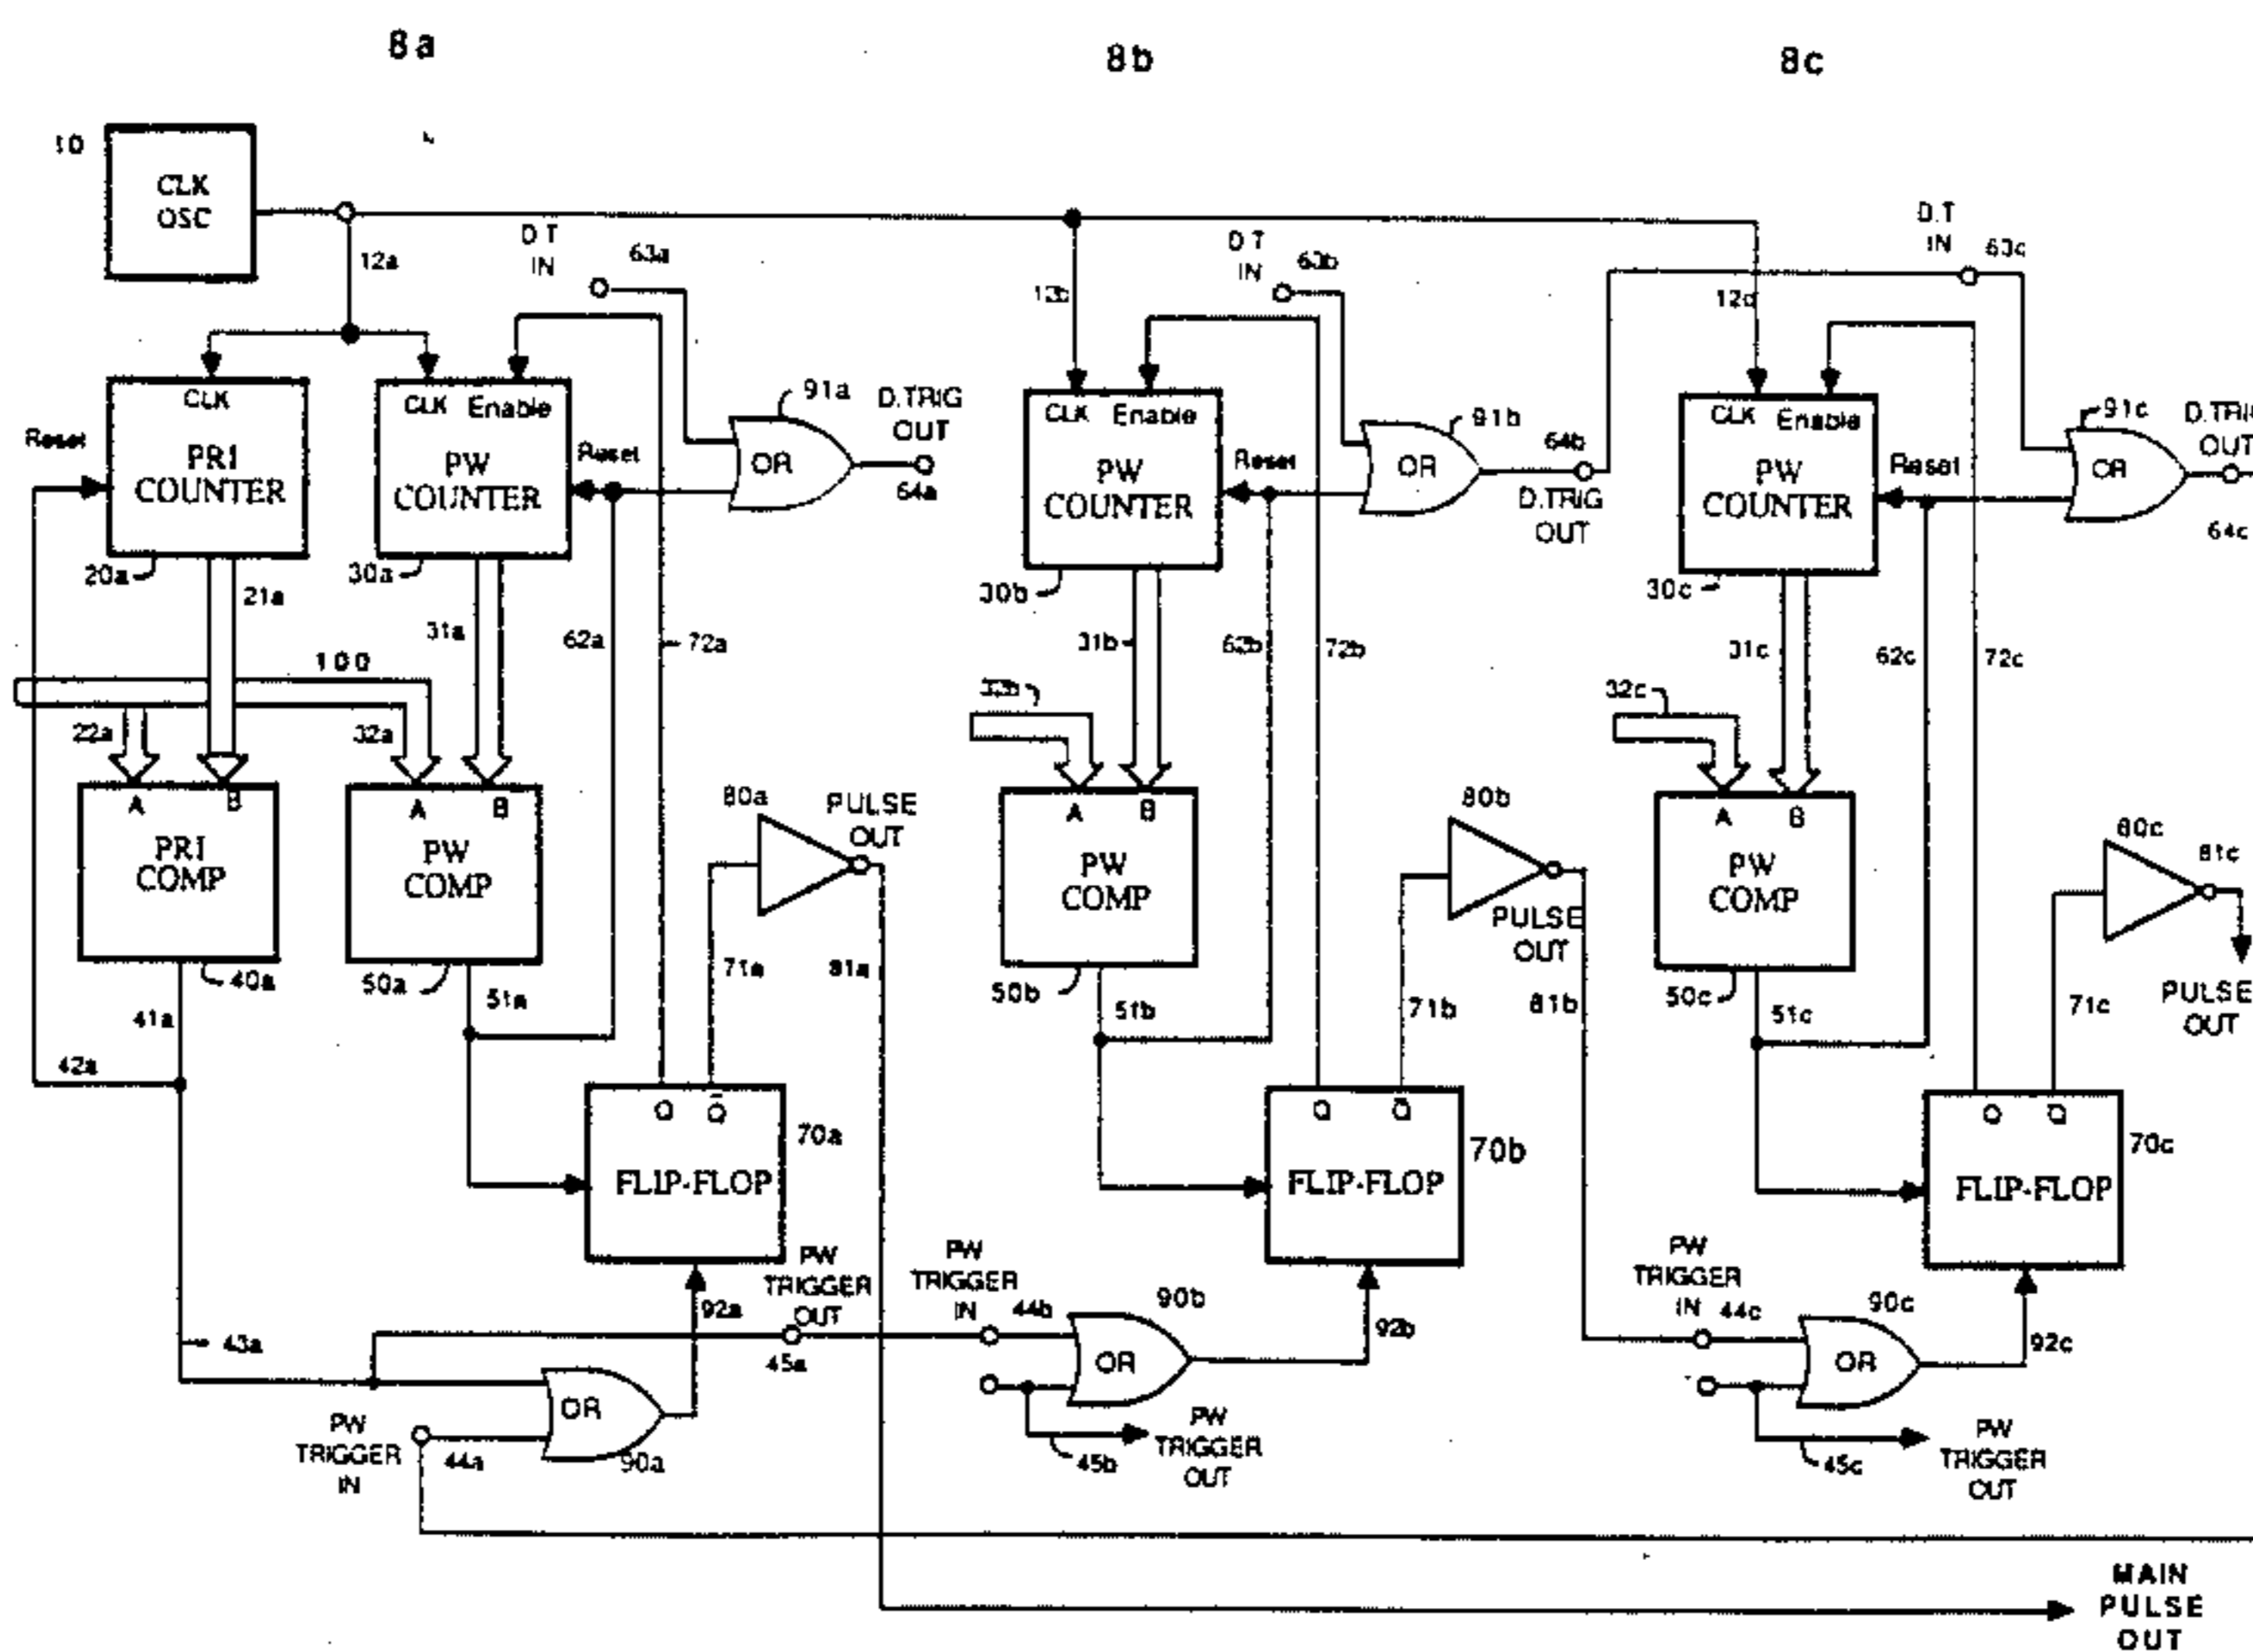 8a
8b
8c
10
CLK
OSC
12a
D.T
IN
63a
12b
D.T
IN
63b
12c
D.T
IN
63c
CLK
PRI
COUNTER
Reset
20a
21a
CLK Enable
PW
COUNTER
Reset
30a
31a
OR
91a
D.TRIG
OUT
64a
CLK Enable
PW
COUNTER
Reset
30b
31b
OR
91b
64b
D.TRIG
OUT
CLK Enable
PW
COUNTER
Reset
30c
31c
OR
91c
OUT
64c
100
22a
32a
62a
72a
62b
72b
32c
62c
72c
A B
PRI
COMP
40a
41a
42a
A B
PW
COMP
50a
51a
80a
PULSE
OUT
71a
81a
A B
PW
COMP
50b
51b
80b
PULSE
OUT
71b
81b
A B
PW
COMP
50c
51c
80c
81c
PULSE
OUT
71c
Q Q̄
FLIP-FLOP
70a
Q Q̄
FLIP-FLOP
70b
Q Q̄
FLIP-FLOP
70c
43a
OR
90a
92a
PW
TRIGGER
OUT
45a
PW
TRIGGER
IN
44a
PW
TRIGGER
IN
44b
OR
90b
92b
45b
PW
TRIGGER
OUT
PW
TRIGGER
IN 44c
OR
90c
92c
45c
PW
TRIGGER
OUT
MAIN
PULSE
OUT